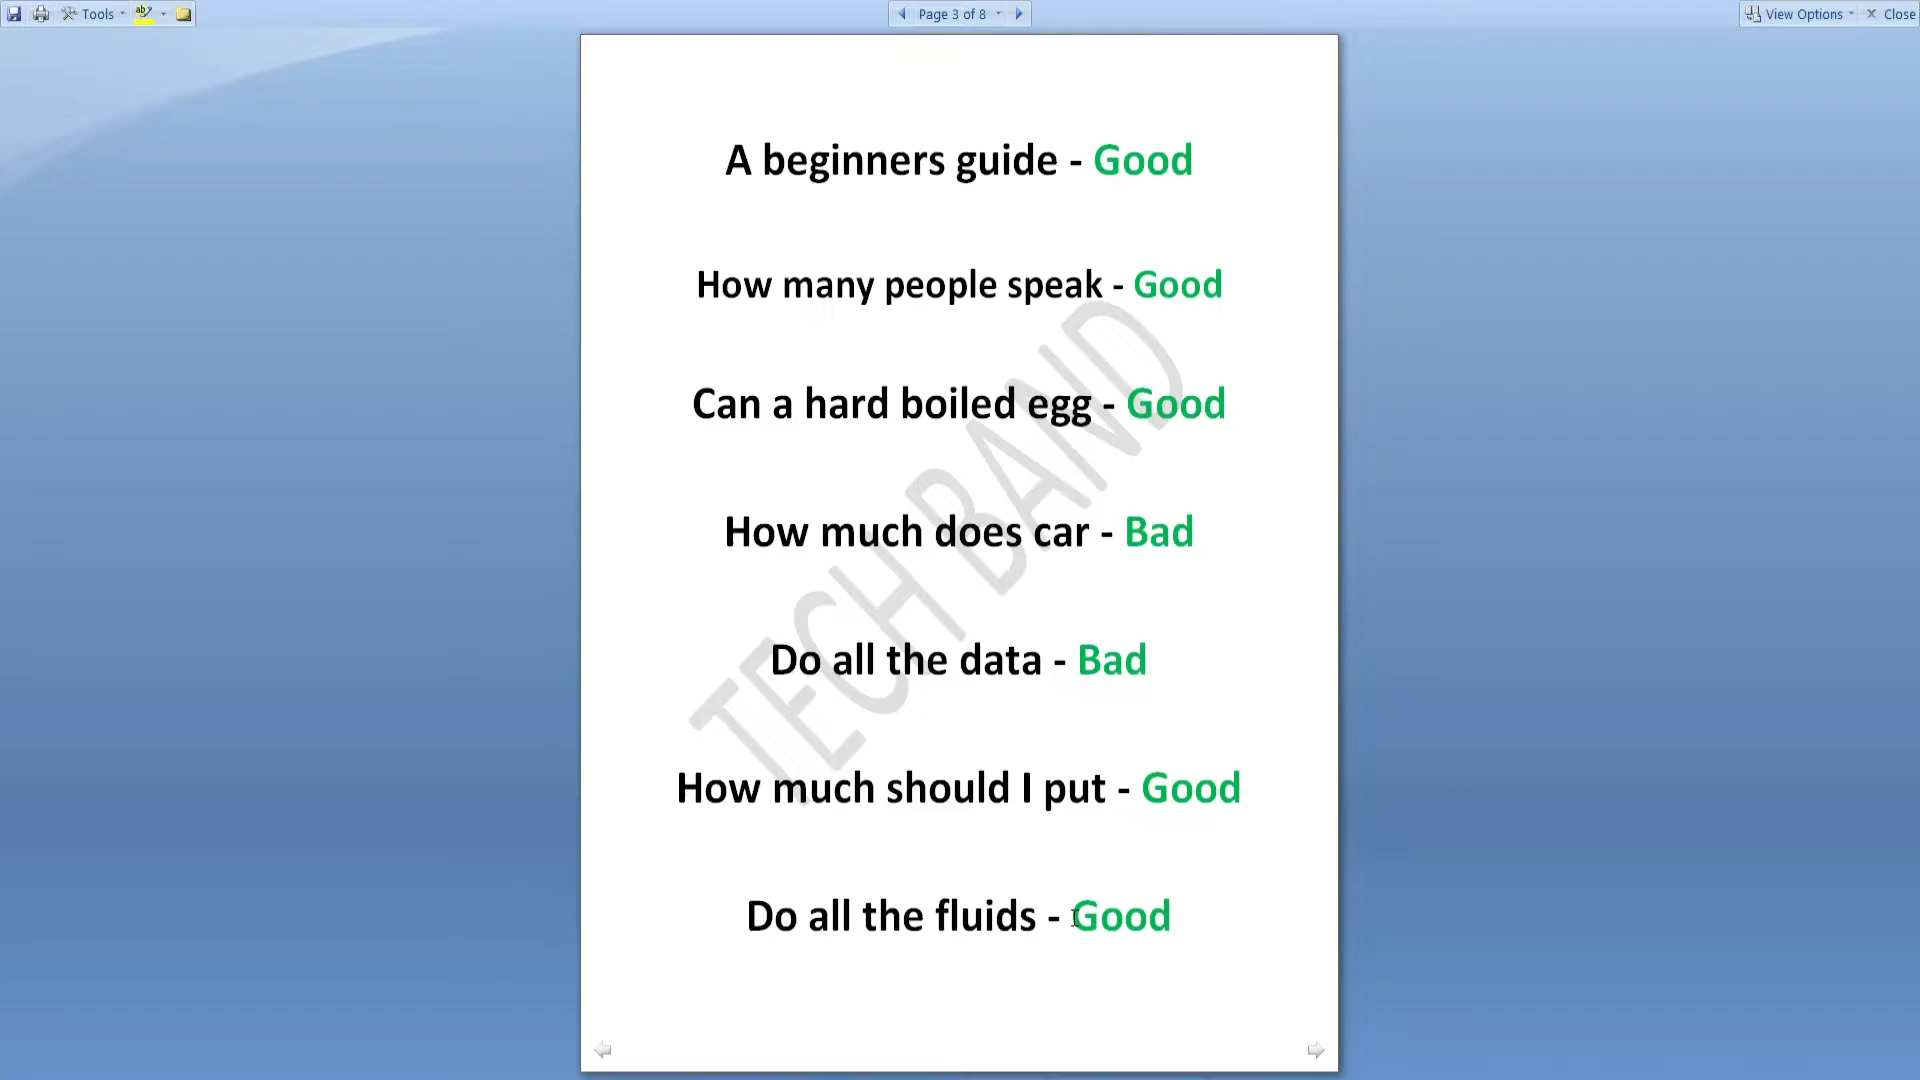 Tools
Page 3 of 8
View Options
Close
A beginners guide - Good
How many people speak - Good
Can a hard boiled egg - Good
How much does car - Bad
Do all the data - Bad
How much should I put - Good
Do all the fluids - Good
TECH BAND